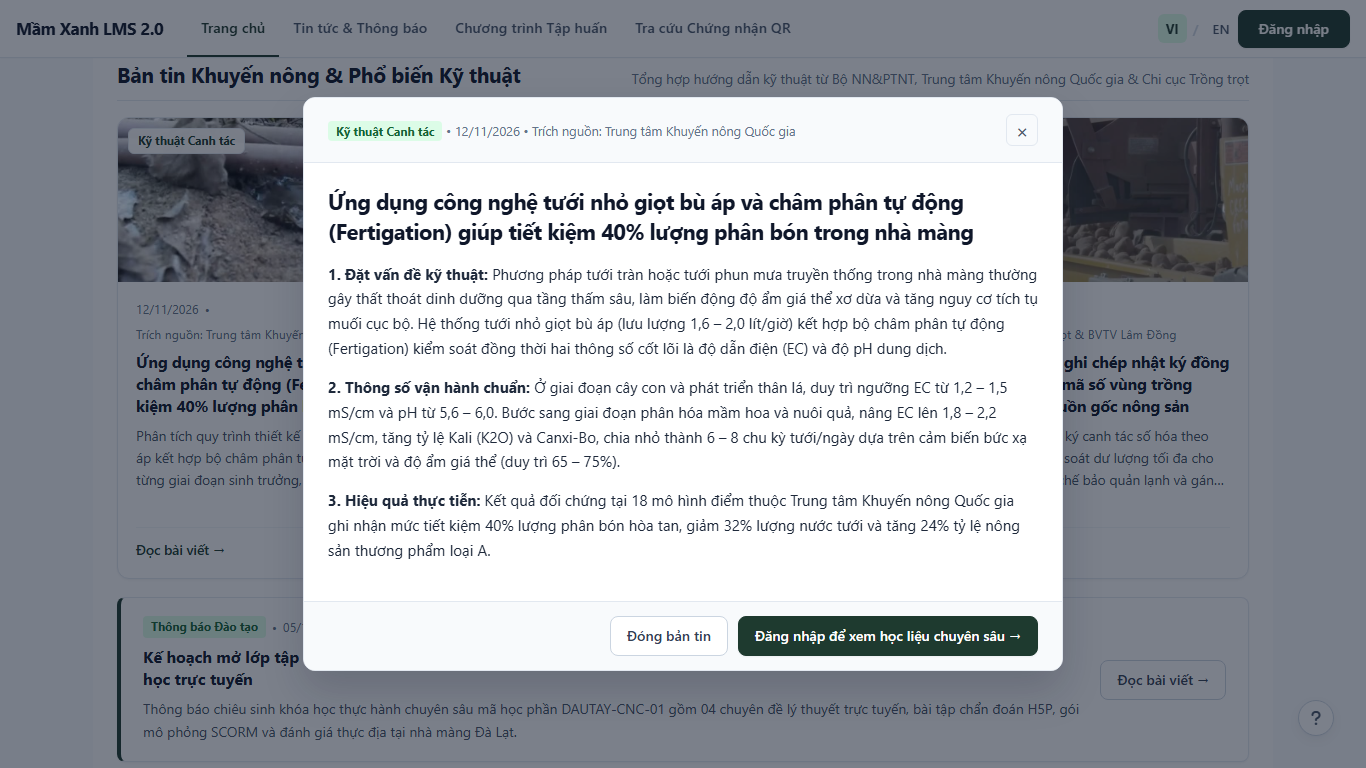 Mầm Xanh LMS 2.0
Trang chủ
Tin tức & Thông báo
Chương trình Tập huấn
Tra cứu Chứng nhận QR
VI / EN
Đăng nhập
Bản tin Khuyến nông & Phổ biến Kỹ thuật
Tổng hợp hướng dẫn kỹ thuật từ Bộ NN&PTNT, Trung tâm Khuyến nông Quốc gia & Chi cục Trồng trọt
Kỹ thuật Canh tác
12/11/2026 •
Trích nguồn: Trung tâm Khuyến
Ứng dụng công nghệ t
châm phân tự động (Fe
kiệm 40% lượng phân
Phân tích quy trình thiết kế
áp kết hợp bộ châm phân t
từng giai đoạn sinh trưởng,
Đọc bài viết →
Kỹ thuật Canh tác • 12/11/2026 • Trích nguồn: Trung tâm Khuyến nông Quốc gia
×
Ứng dụng công nghệ tưới nhỏ giọt bù áp và châm phân tự động
(Fertigation) giúp tiết kiệm 40% lượng phân bón trong nhà màng
1. Đặt vấn đề kỹ thuật: Phương pháp tưới tràn hoặc tưới phun mưa truyền thống trong nhà màng thường
gây thất thoát dinh dưỡng qua tầng thấm sâu, làm biến động độ ẩm giá thể xơ dừa và tăng nguy cơ tích tụ
muối cục bộ. Hệ thống tưới nhỏ giọt bù áp (lưu lượng 1,6 – 2,0 lít/giờ) kết hợp bộ châm phân tự động
(Fertigation) kiểm soát đồng thời hai thông số cốt lõi là độ dẫn điện (EC) và độ pH dung dịch.
2. Thông số vận hành chuẩn: Ở giai đoạn cây con và phát triển thân lá, duy trì ngưỡng EC từ 1,2 – 1,5
mS/cm và pH từ 5,6 – 6,0. Bước sang giai đoạn phân hóa mầm hoa và nuôi quả, nâng EC lên 1,8 – 2,2
mS/cm, tăng tỷ lệ Kali (K2O) và Canxi-Bo, chia nhỏ thành 6 – 8 chu kỳ tưới/ngày dựa trên cảm biến bức xạ
mặt trời và độ ẩm giá thể (duy trì 65 – 75%).
3. Hiệu quả thực tiễn: Kết quả đối chứng tại 18 mô hình điểm thuộc Trung tâm Khuyến nông Quốc gia
ghi nhận mức tiết kiệm 40% lượng phân bón hòa tan, giảm 32% lượng nước tưới và tăng 24% tỷ lệ nông
sản thương phẩm loại A.
Đóng bản tin
Đăng nhập để xem học liệu chuyên sâu →
ọt & BVTV Lâm Đồng
ghi chép nhật ký đồng
mã số vùng trồng
uồn gốc nông sản
ký canh tác số hóa theo
soát dư lượng tối đa cho
hế bảo quản lạnh và gán...
Thông báo Đào tạo • 05/
Kế hoạch mở lớp tập
học trực tuyến
Thông báo chiêu sinh khóa học thực hành chuyên sâu mã học phần DAUTAY-CNC-01 gồm 04 chuyên đề lý thuyết trực tuyến, bài tập chẩn đoán H5P, gói
mô phỏng SCORM và đánh giá thực địa tại nhà màng Đà Lạt.
Đọc bài viết →
?